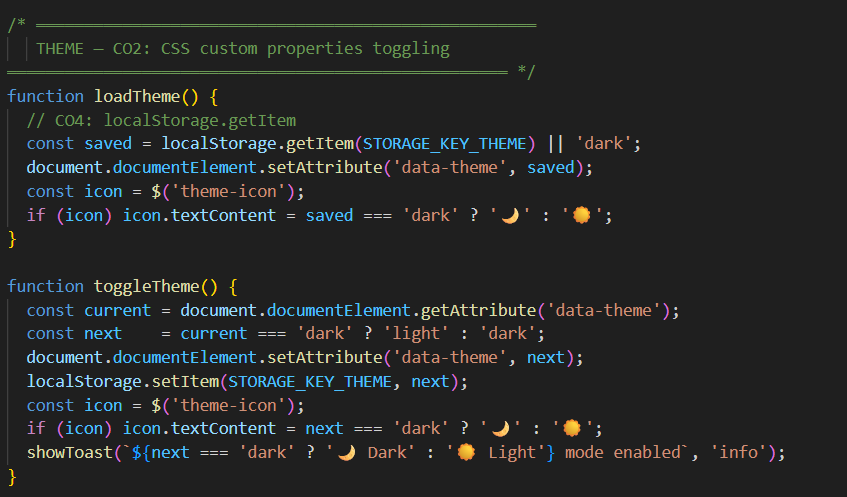 /* ══════════════════════════════════════════════════
THEME — CO2: CSS custom properties toggling
══════════════════════════════════════════════════ */
function loadTheme() {
  // CO4: localStorage.getItem
  const saved = localStorage.getItem(STORAGE_KEY_THEME) || 'dark';
  document.documentElement.setAttribute('data-theme', saved);
  const icon = $('theme-icon');
  if (icon) icon.textContent = saved === 'dark' ? '🌙' : '☀️';
}

function toggleTheme() {
  const current = document.documentElement.getAttribute('data-theme');
  const next    = current === 'dark' ? 'light' : 'dark';
  document.documentElement.setAttribute('data-theme', next);
  localStorage.setItem(STORAGE_KEY_THEME, next);
  const icon = $('theme-icon');
  if (icon) icon.textContent = next === 'dark' ? '🌙' : '☀️';
  showToast(`${next === 'dark' ? '🌙 Dark' : '☀️ Light'} mode enabled`, 'info');
}